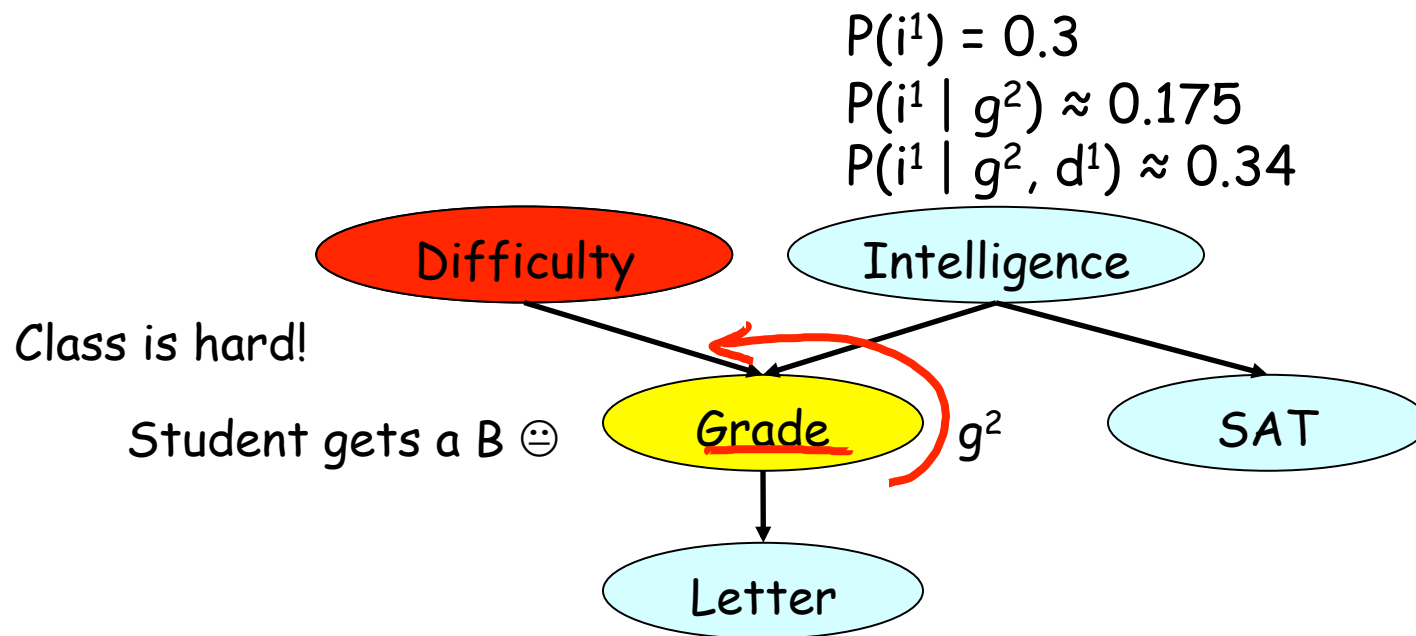 P(i¹) = 0.3
P(i¹ | g²) ≈ 0.175
P(i¹ | g², d¹) ≈ 0.34
Difficulty
Intelligence
Class is hard!
Student gets a B 😐
Grade
g²
SAT
Letter